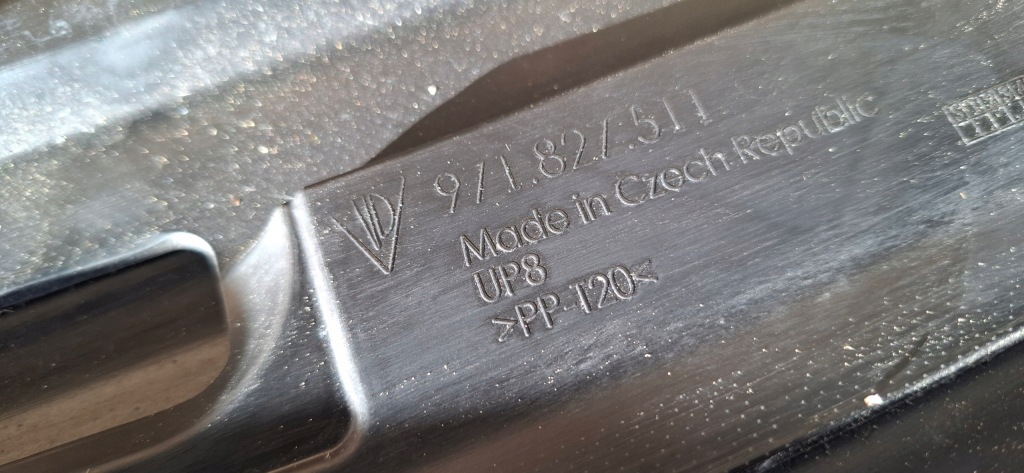 971.827.511
Made in Czech Republic
UP8
>PP-T20<